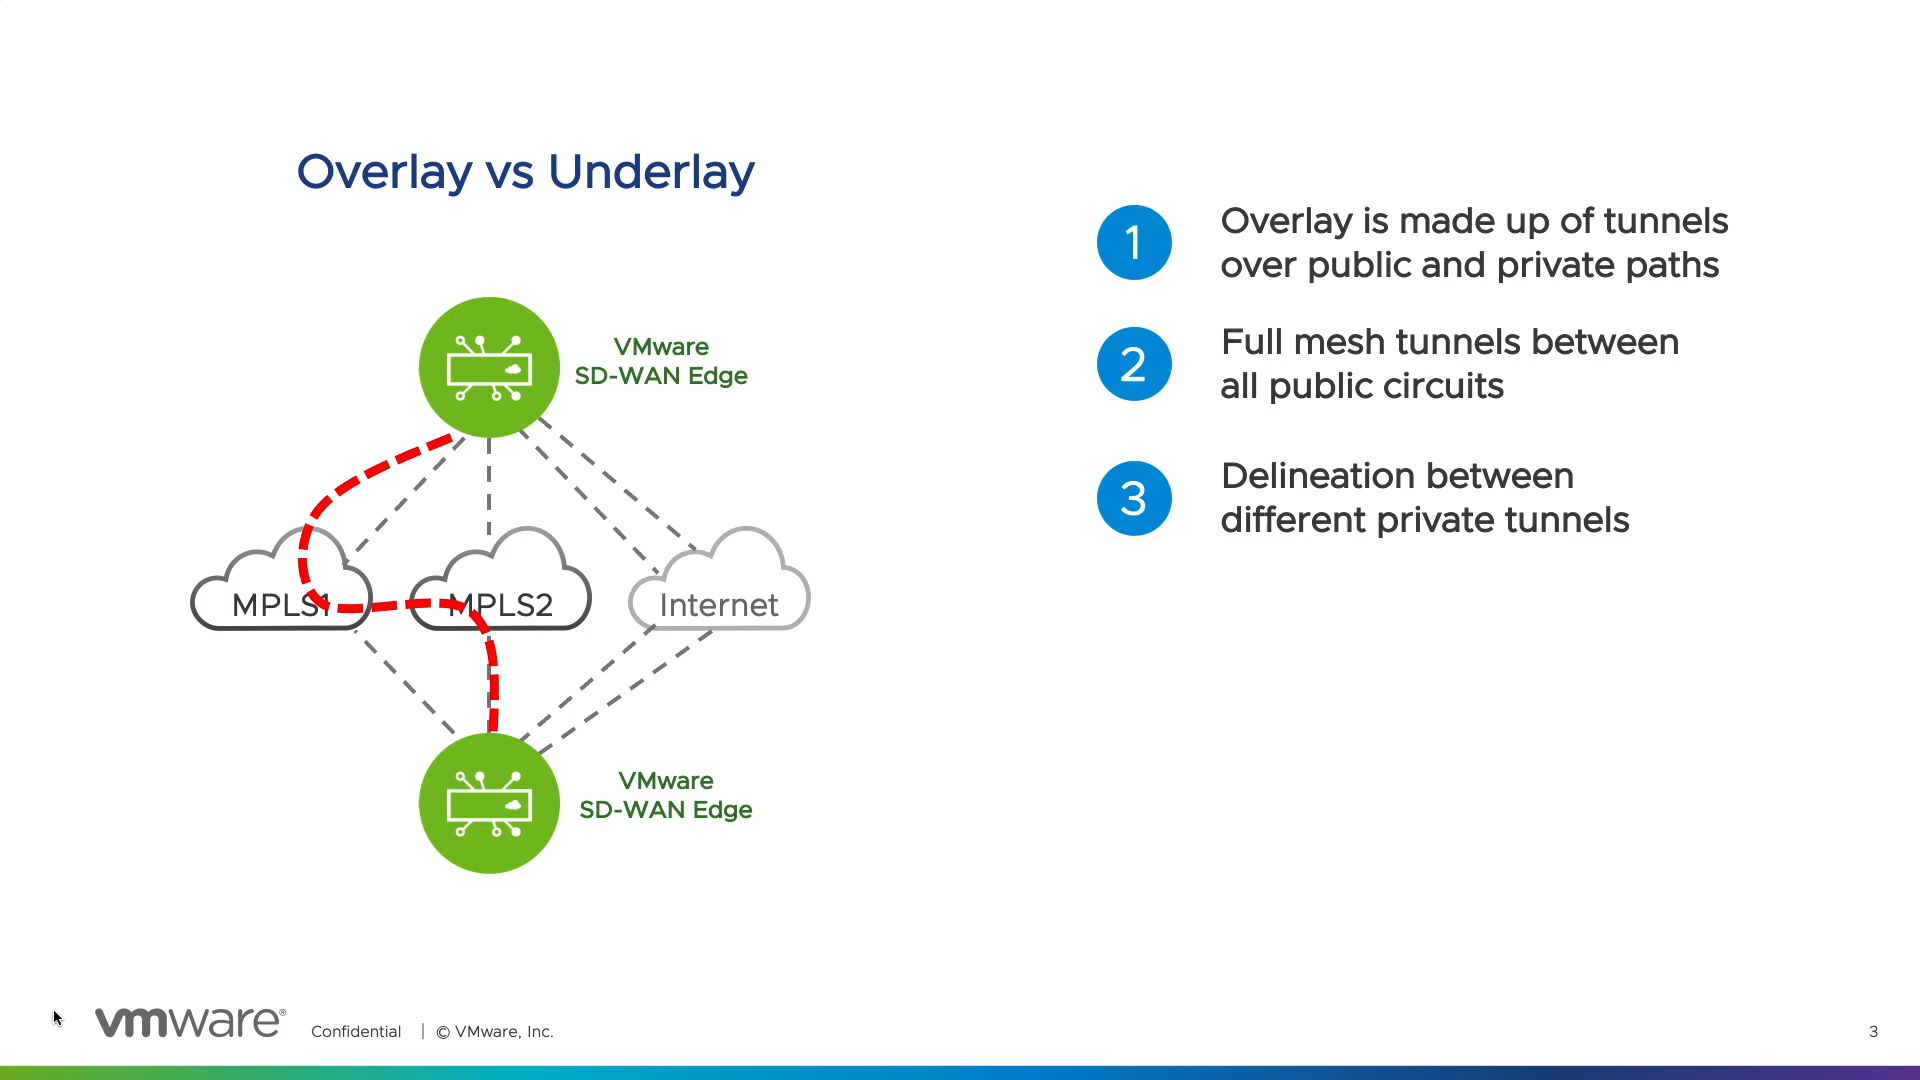 Overlay vs Underlay
VMware
SD-WAN Edge
MPLS1
MPLS2
Internet
VMware
SD-WAN Edge
1
Overlay is made up of tunnels
over public and private paths
2
Full mesh tunnels between
all public circuits
3
Delineation between
different private tunnels
vmware®
Confidential | © VMware, Inc.
3